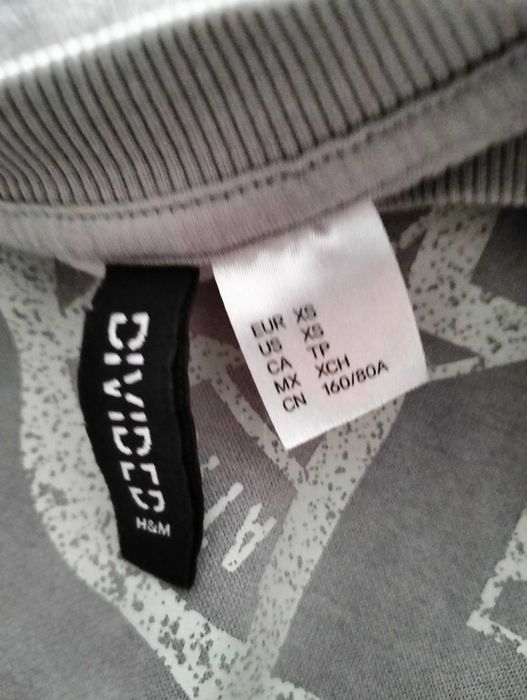 DIVIDED
H&M
EUR XS
US XS
CA TP
MX XCH
CN 160/80A